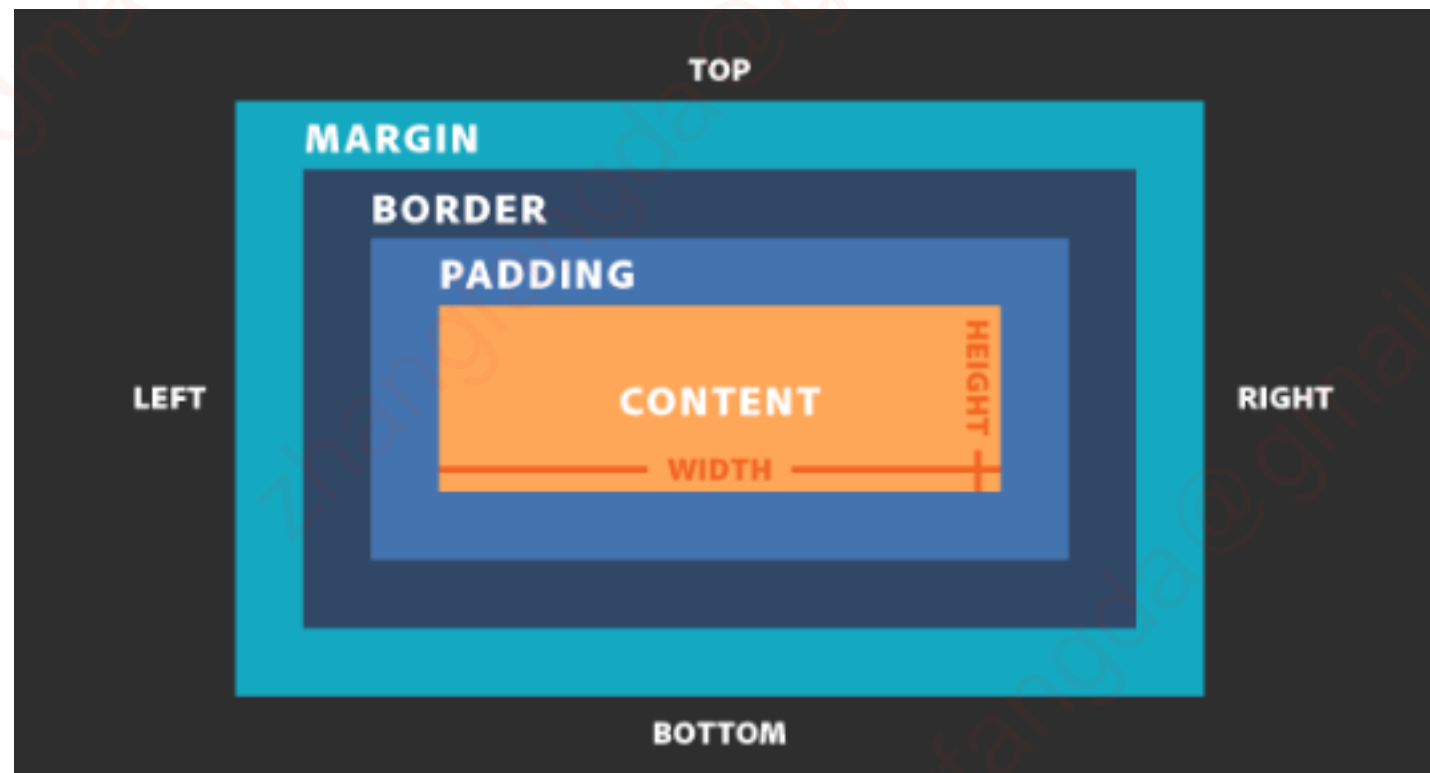 TOP
MARGIN
BORDER
PADDING
HEIGHT
LEFT
CONTENT
RIGHT
WIDTH
BOTTOM